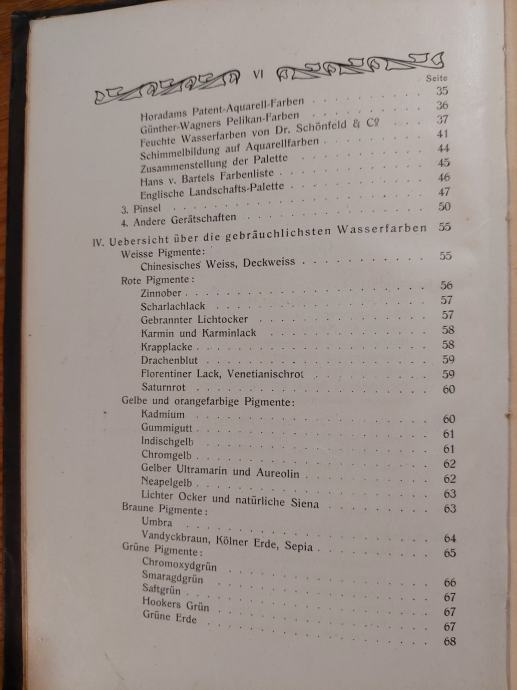 VI
Seite
Horadams Patent-Aquarell-Farben . . . . . . . . . . 35
Günther-Wagners Pelikan-Farben . . . . . . . . . . 36
Feuchte Wasserfarben von Dr. Schönfeld & Cº . . . 37
Schimmelbildung auf Aquarellfarben . . . . . . . . . 41
Zusammenstellung der Palette . . . . . . . . . . . 44
Hans v. Bartels Farbenliste . . . . . . . . . . . . 45
Englische Landschafts-Palette . . . . . . . . . . . 46
3. Pinsel . . . . . . . . . . . . . . . . . . . . 47
4. Andere Gerätschaften . . . . . . . . . . . . . . 50
IV. Uebersicht über die gebräuchlichsten Wasserfarben 55
Weisse Pigmente:
Chinesisches Weiss, Deckweiss . . . . . . . . . . 55
Rote Pigmente:
Zinnober . . . . . . . . . . . . . . . . . . . 56
Scharlachlack . . . . . . . . . . . . . . . . . 57
Gebrannter Lichtocker . . . . . . . . . . . . . . 57
Karmin und Karminlack . . . . . . . . . . . . . . 58
Krapplacke . . . . . . . . . . . . . . . . . . 58
Drachenblut . . . . . . . . . . . . . . . . . . 59
Florentiner Lack, Venetianischrot . . . . . . . . . 59
Saturnrot . . . . . . . . . . . . . . . . . . . 60
Gelbe und orangefarbige Pigmente:
Kadmium . . . . . . . . . . . . . . . . . . . 60
Gummigutt . . . . . . . . . . . . . . . . . . . 61
Indischgelb . . . . . . . . . . . . . . . . . . 61
Chromgelb . . . . . . . . . . . . . . . . . . . 62
Gelber Ultramarin und Aureolin . . . . . . . . . . 62
Neapelgelb . . . . . . . . . . . . . . . . . . 63
Lichter Ocker und natürliche Siena . . . . . . . . . 63
Braune Pigmente:
Umbra . . . . . . . . . . . . . . . . . . . . 64
Vandyckbraun, Kölner Erde, Sepia . . . . . . . . . 65
Grüne Pigmente:
Chromoxydgrün . . . . . . . . . . . . . . . . . 66
Smaragdgrün . . . . . . . . . . . . . . . . . . 67
Saftgrün . . . . . . . . . . . . . . . . . . . 67
Hookers Grün . . . . . . . . . . . . . . . . . 67
Grüne Erde . . . . . . . . . . . . . . . . . . 68